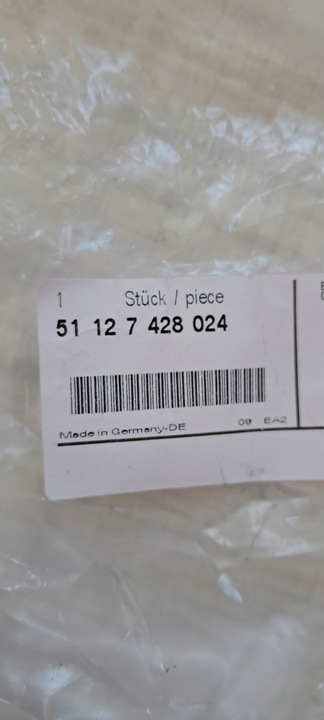 1 Stück / piece
51 12 7 428 024
Made in Germany-DE 09 EA2